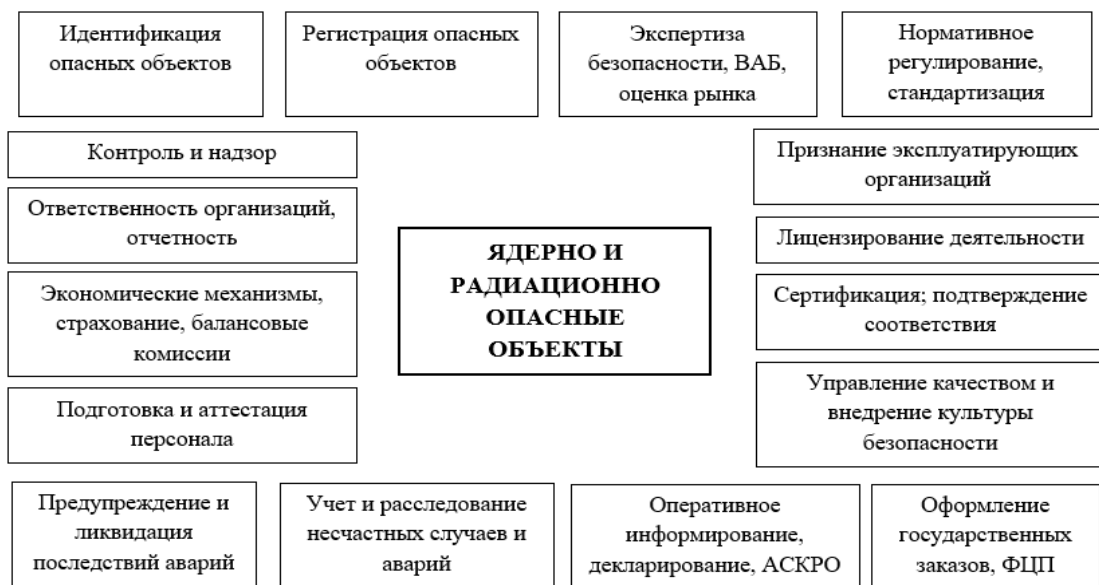 Идентификация
опасных объектов
Регистрация опасных
объектов
Экспертиза
безопасности, ВАБ,
оценка рынка
Нормативное
регулирование,
стандартизация
Контроль и надзор
Ответственность организаций,
отчетность
Экономические механизмы,
страхование, балансовые
комиссии
Подготовка и аттестация
персонала
ЯДЕРНО И
РАДИАЦИОННО
ОПАСНЫЕ
ОБЪЕКТЫ
Признание эксплуатирующих
организаций
Лицензирование деятельности
Сертификация; подтверждение
соответствия
Управление качеством и
внедрение культуры
безопасности
Предупреждение и
ликвидация
последствий аварий
Учет и расследование
несчастных случаев и
аварий
Оперативное
информирование,
декларирование, АСКРО
Оформление
государственных
заказов, ФЦП